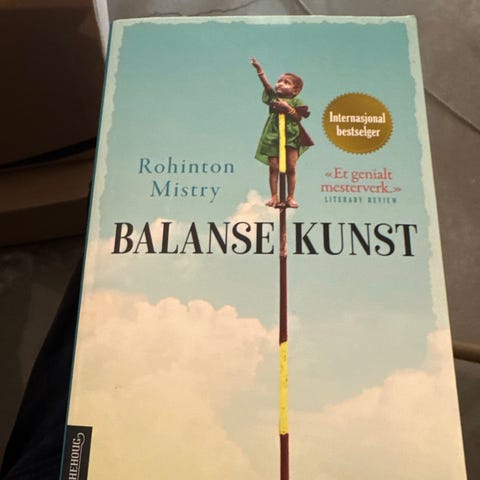 Internasjonal
bestselger
Rohinton
Mistry
«Et genialt
mesterverk.»
LITERARY REVIEW
BALANSE KUNST